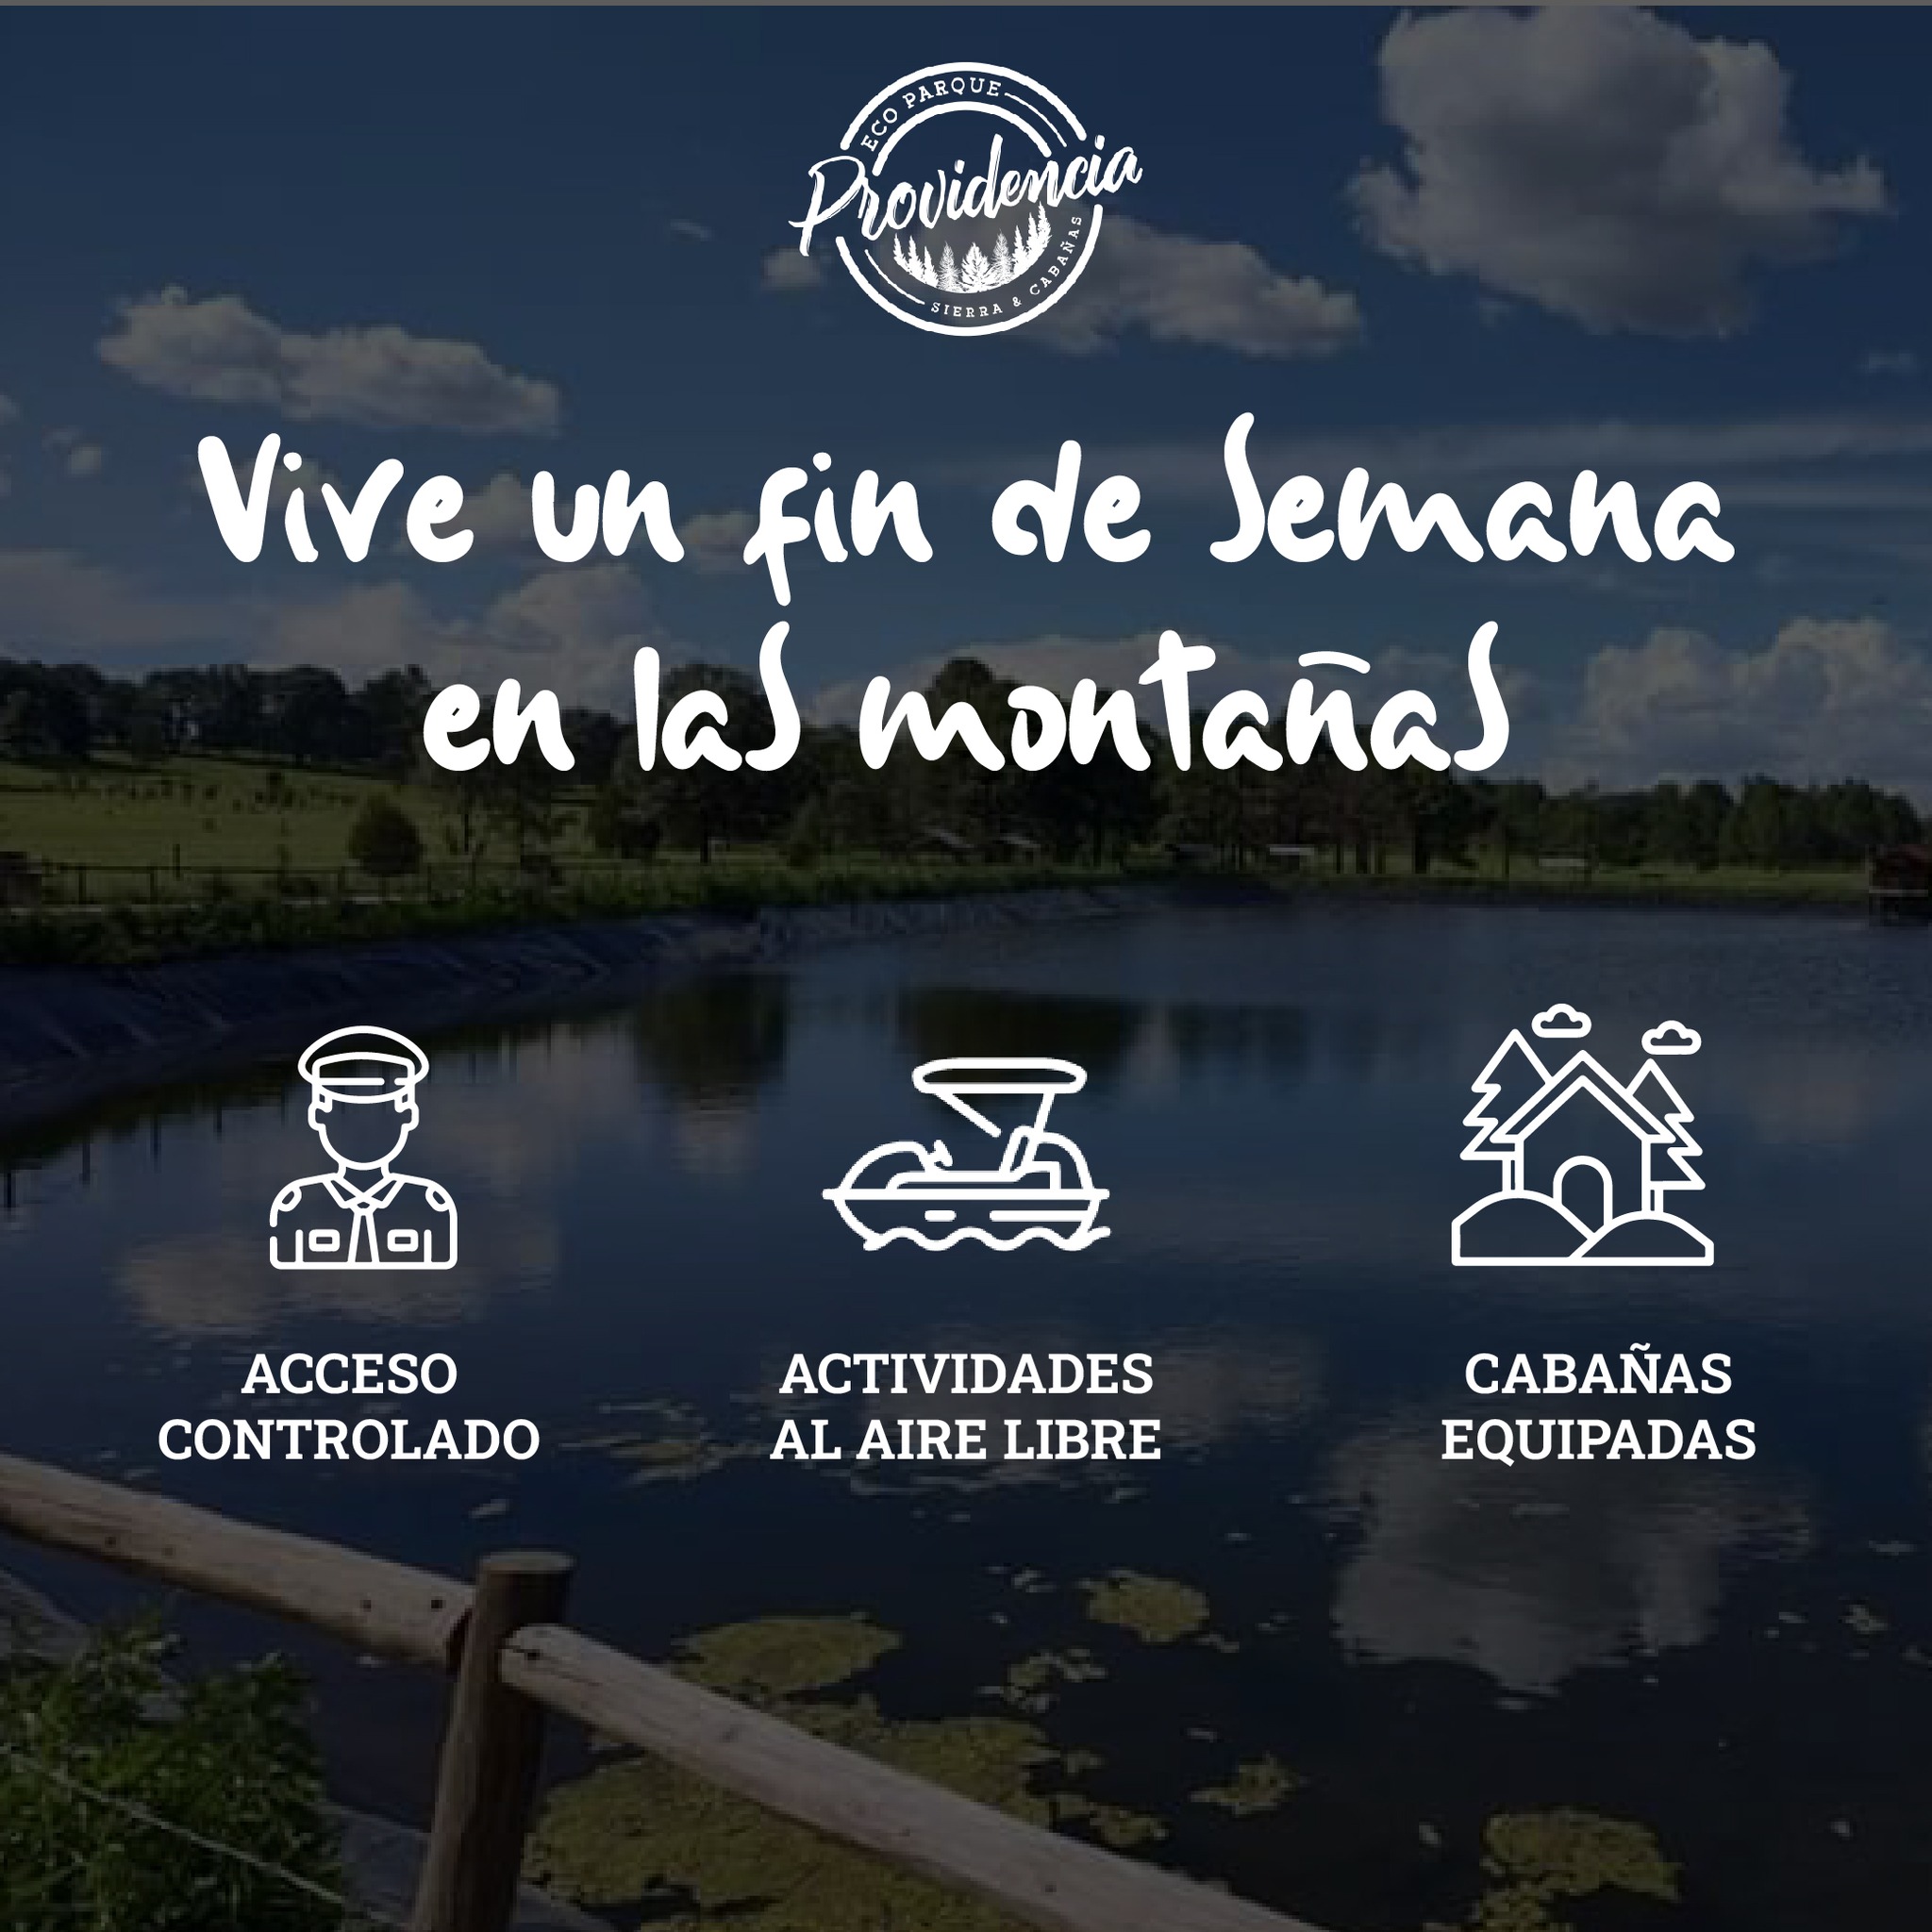 ECO PARQUE
Providencia
SIERRA & CABAÑAS
Vive un fin de semana
en las montañas
ACCESO
CONTROLADO
ACTIVIDADES
AL AIRE LIBRE
CABAÑAS
EQUIPADAS